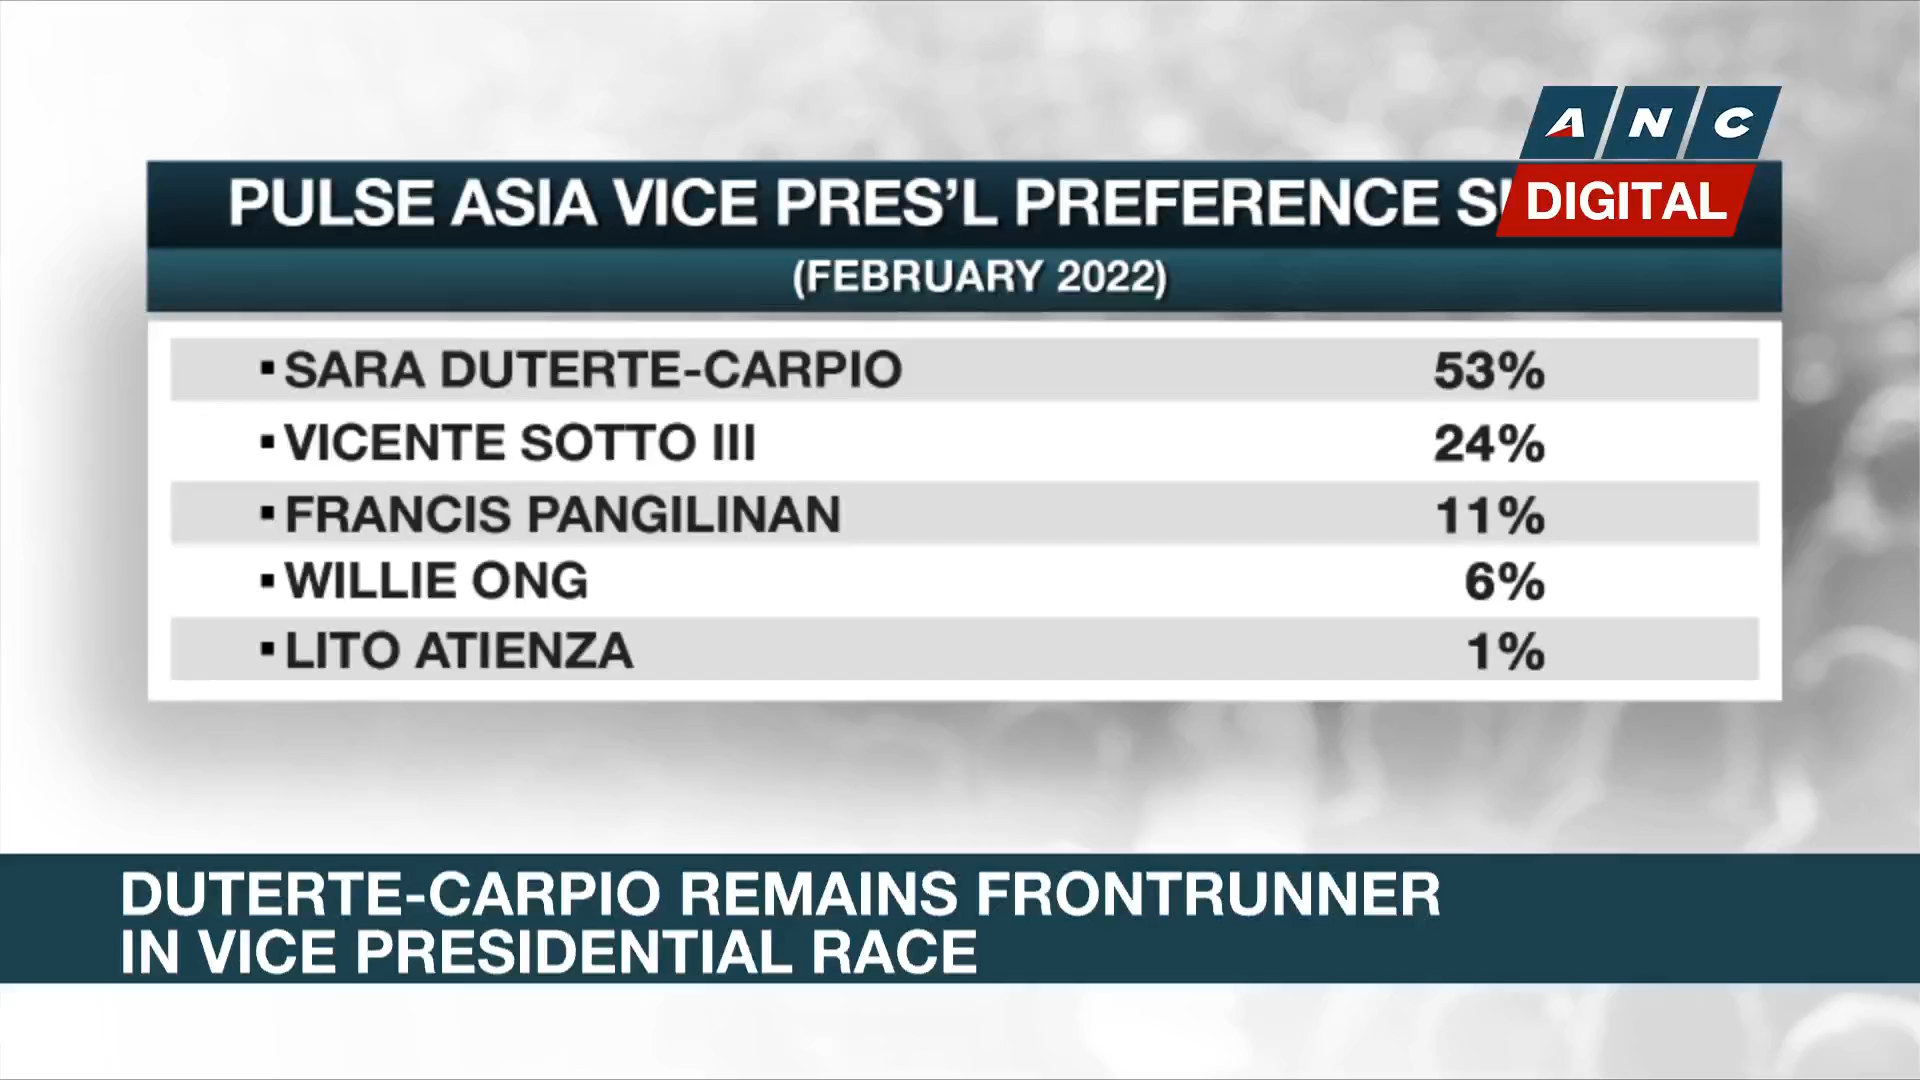 ANC
DIGITAL
PULSE ASIA VICE PRES'L PREFERENCE
(FEBRUARY 2022)
▪ SARA DUTERTE-CARPIO 53%
▪ VICENTE SOTTO III 24%
▪ FRANCIS PANGILINAN 11%
▪ WILLIE ONG 6%
▪ LITO ATIENZA 1%
DUTERTE-CARPIO REMAINS FRONTRUNNER
IN VICE PRESIDENTIAL RACE